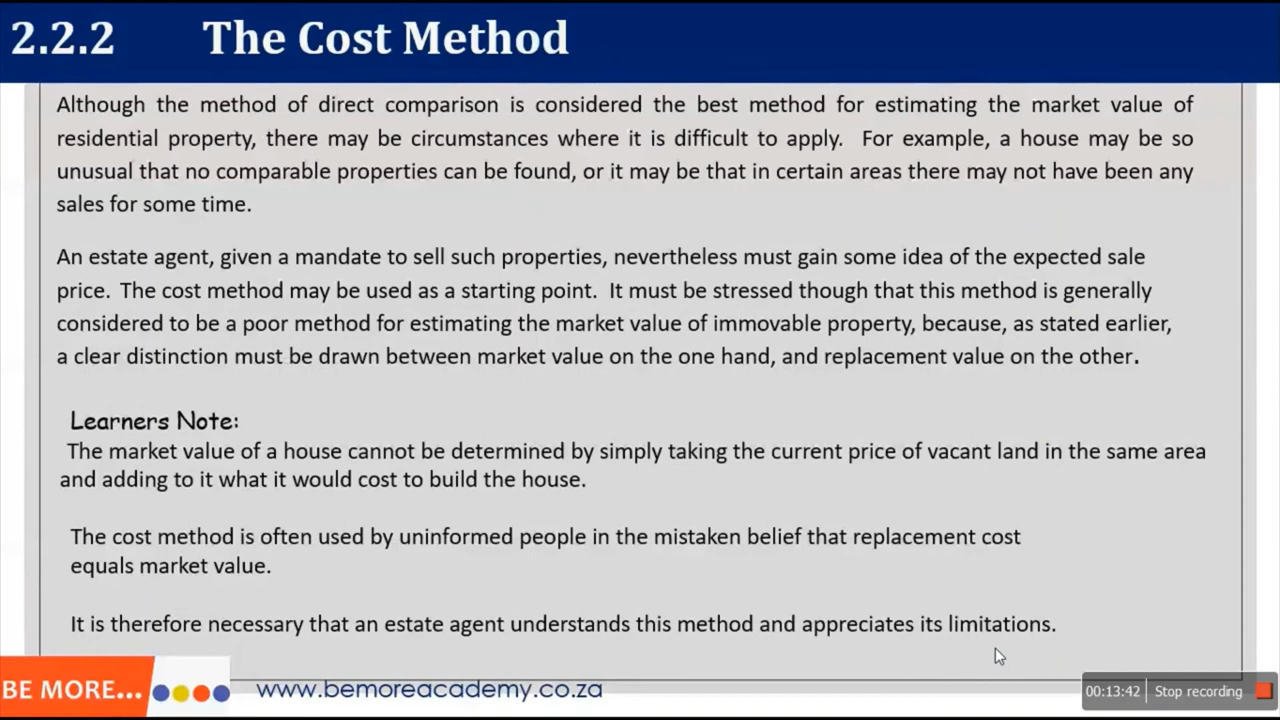 2.2.2 The Cost Method
Although the method of direct comparison is considered the best method for estimating the market value of
residential property, there may be circumstances where it is difficult to apply. For example, a house may be so
unusual that no comparable properties can be found, or it may be that in certain areas there may not have been any
sales for some time.
An estate agent, given a mandate to sell such properties, nevertheless must gain some idea of the expected sale
price. The cost method may be used as a starting point. It must be stressed though that this method is generally
considered to be a poor method for estimating the market value of immovable property, because, as stated earlier,
a clear distinction must be drawn between market value on the one hand, and replacement value on the other.
Learners Note:
The market value of a house cannot be determined by simply taking the current price of vacant land in the same area
and adding to it what it would cost to build the house.
The cost method is often used by uninformed people in the mistaken belief that replacement cost
equals market value.
It is therefore necessary that an estate agent understands this method and appreciates its limitations.
BE MORE... www.bemoreacademy.co.za
00:13:42 Stop recording